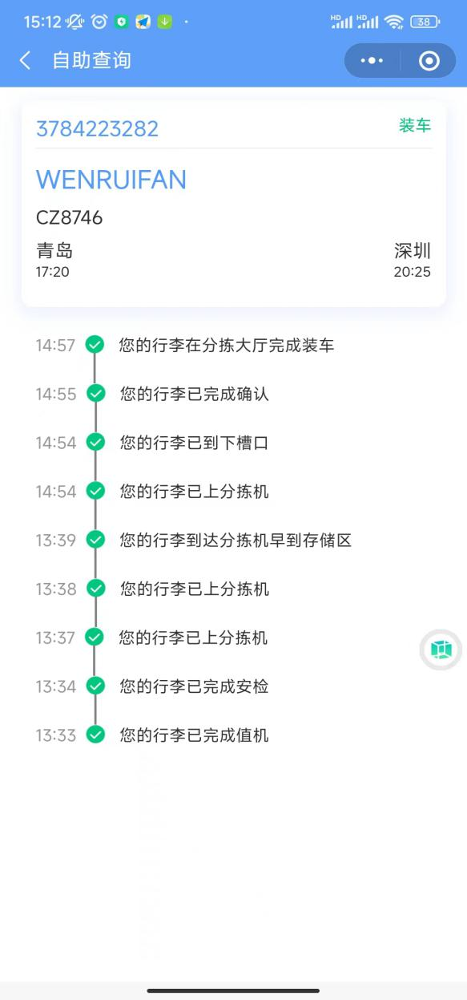 15:12
HD HD 38
自助查询
3784223282 装车
WENRUIFAN
CZ8746
青岛 深圳
17:20 20:25
14:57 您的行李在分拣大厅完成装车
14:55 您的行李已完成确认
14:54 您的行李已到下槽口
14:54 您的行李已上分拣机
13:39 您的行李到达分拣机早到存储区
13:38 您的行李已上分拣机
13:37 您的行李已上分拣机
13:34 您的行李已完成安检
13:33 您的行李已完成值机